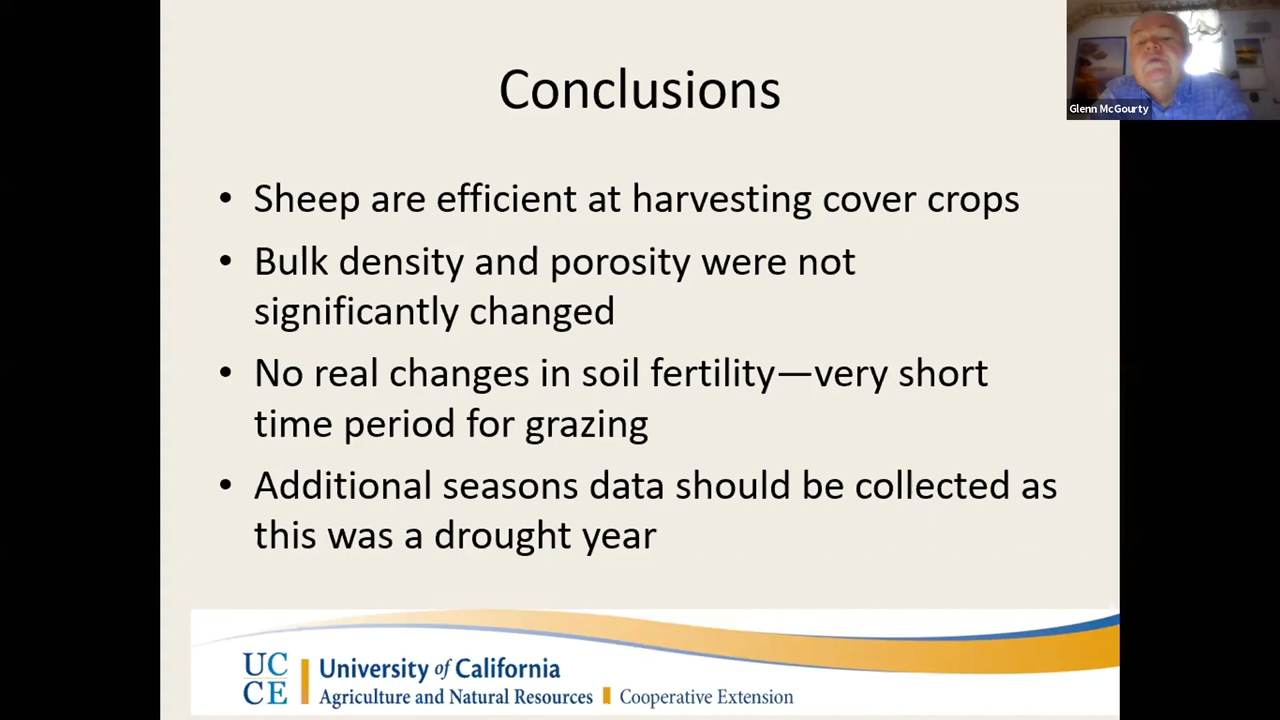 Conclusions
Glenn McGourty
• Sheep are efficient at harvesting cover crops
• Bulk density and porosity were not
significantly changed
• No real changes in soil fertility—very short
time period for grazing
• Additional seasons data should be collected as
this was a drought year
UC
CE
University of California
Agriculture and Natural Resources Cooperative Extension